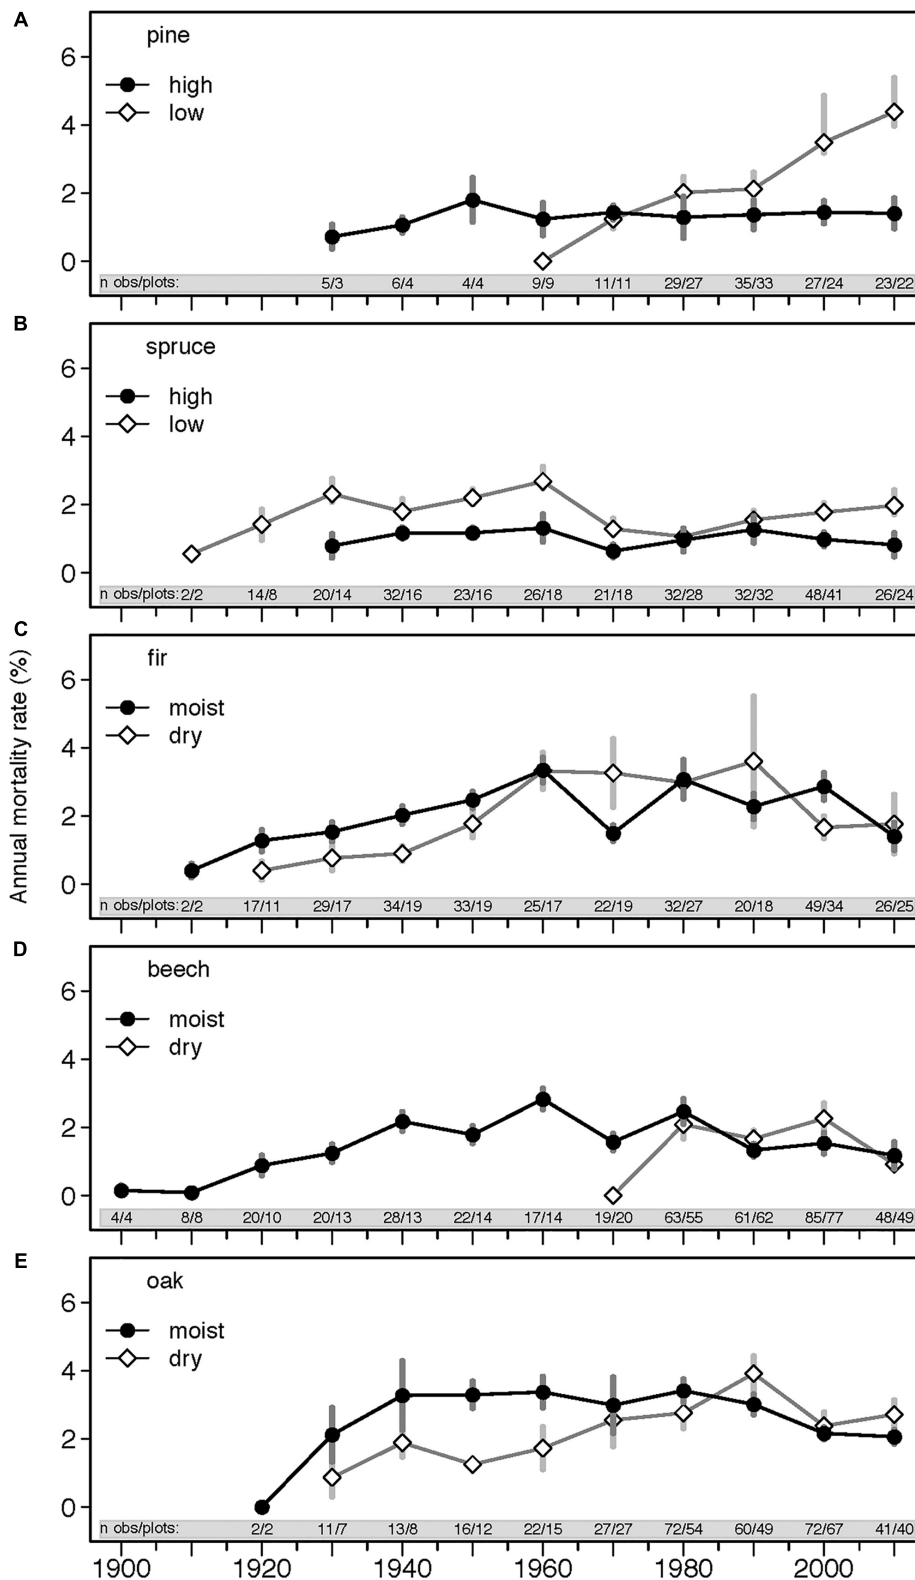 A
pine
6
high
low
4
2
0
n obs/plots: 5/3 6/4 4/4 9/9 11/11 29/27 35/33 27/24 23/22
B
spruce
6
high
low
4
2
0
n obs/plots: 2/2 14/8 20/14 32/16 23/16 26/18 21/18 32/28 32/32 48/41 26/24
C
fir
6
moist
dry
4
2
0
n obs/plots: 2/2 17/11 29/17 34/19 33/19 25/17 22/19 32/27 20/18 49/34 26/25
Annual mortality rate (%)
D
beech
6
moist
dry
4
2
0
4/4 8/8 20/10 20/13 28/13 22/14 17/14 19/20 63/55 61/62 85/77 48/49
E
oak
6
moist
dry
4
2
0
n obs/plots: 2/2 11/7 13/8 16/12 22/15 27/27 72/54 60/49 72/67 41/40
1900 1920 1940 1960 1980 2000